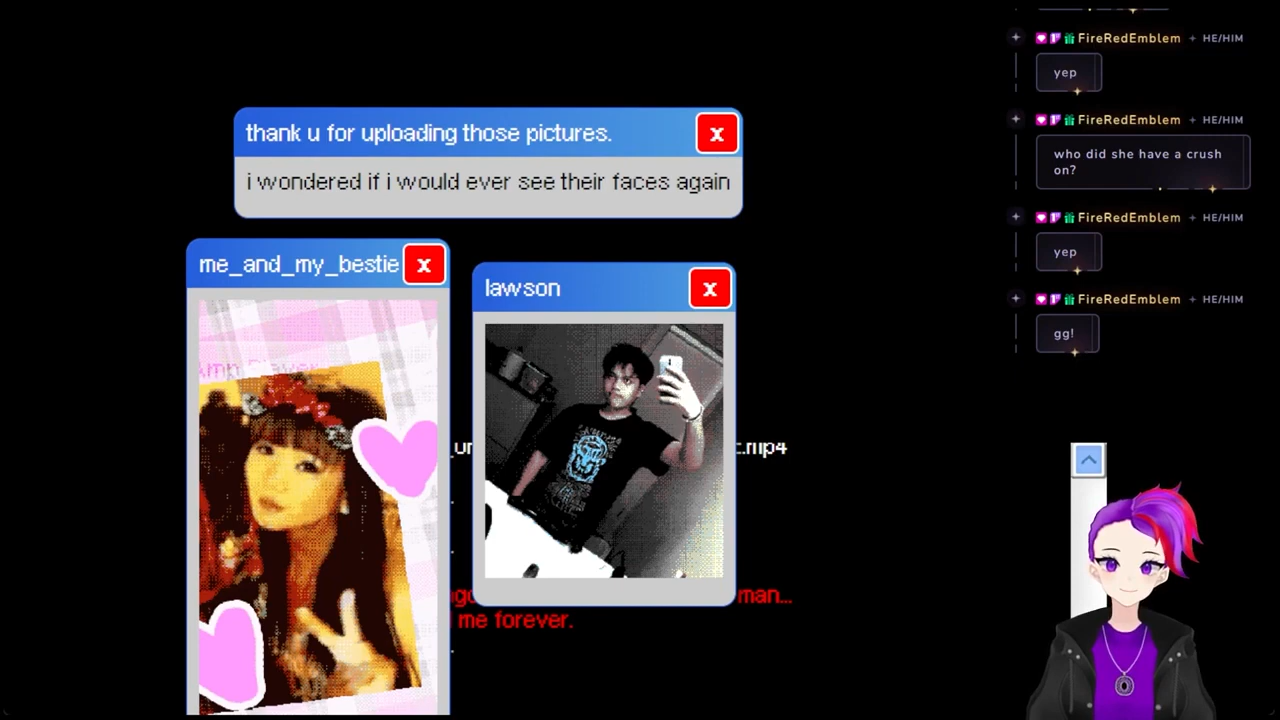 thank u for uploading those pictures.
x
i wondered if i would ever see their faces again
me_and_my_bestie
x
lawson
x
.mp4
man...
me forever.
FireRedEmblem
HE/HIM
yep
FireRedEmblem
HE/HIM
who did she have a crush
on?
FireRedEmblem
HE/HIM
yep
FireRedEmblem
HE/HIM
gg!